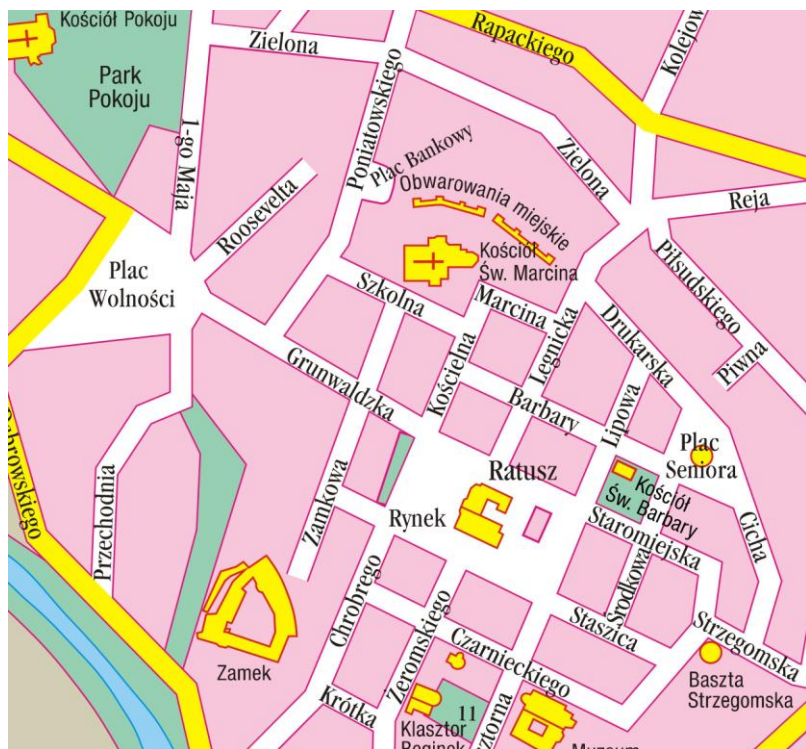 Kościół Pokoju
Park
Pokoju
Zielona
Rapackiego
Poniatowskiego
1-go Maja
Plac Bankowy
Zielona
Reja
Roosevelta
Obwarowania miejskie
Kościół
Św. Marcina
Piłsudskiego
Plac
Wolności
Szkolna
Marcina
Drukarska
Piwna
Grunwaldzka
Kościelna
Legnicka
Barbary
Lipowa
Plac
Seniora
Ratusz
Rynek
Kościół
Św. Barbary
Zamkowa
Przechodnia
Staromiejska
Cicha
Środkowa
Chrobrego
Żeromskiego
Czarnieckiego
Staszica
Strzegomska
Zamek
Krótka
Klasztor
11
Baszta
Strzegomska